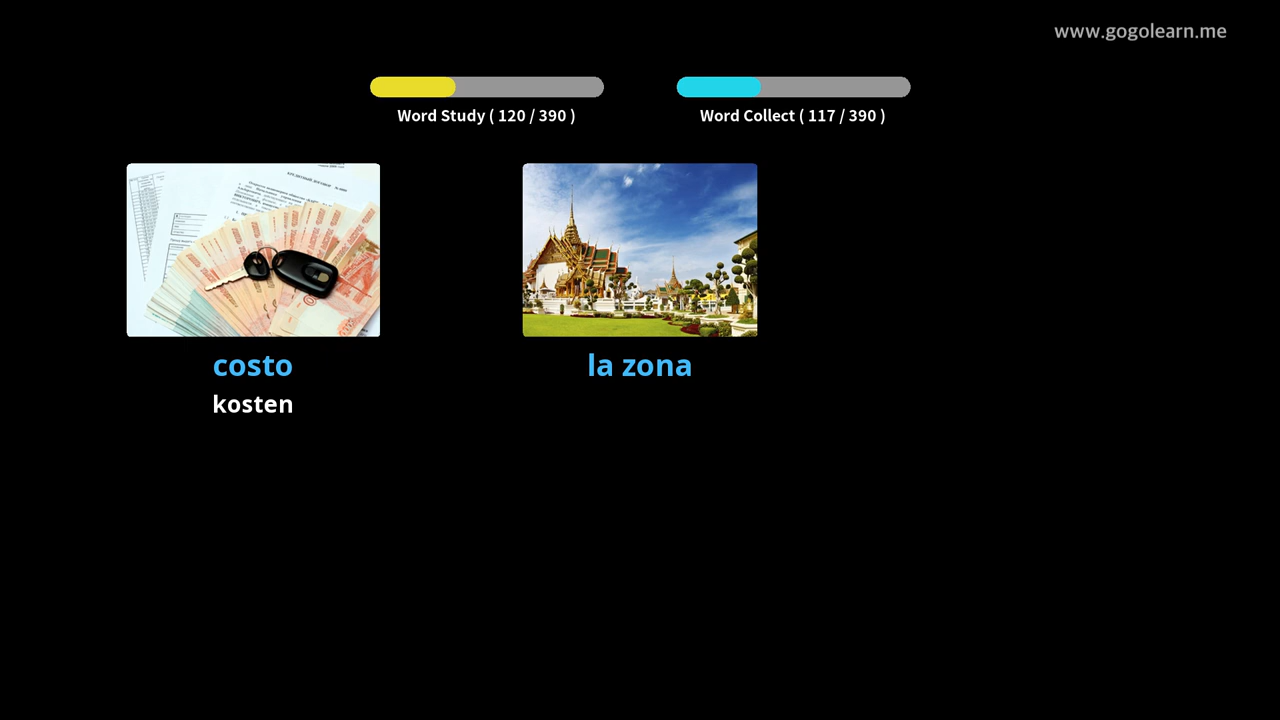 www.gogolearn.me
Word Study ( 120 / 390 )
Word Collect ( 117 / 390 )
costo
kosten
la zona